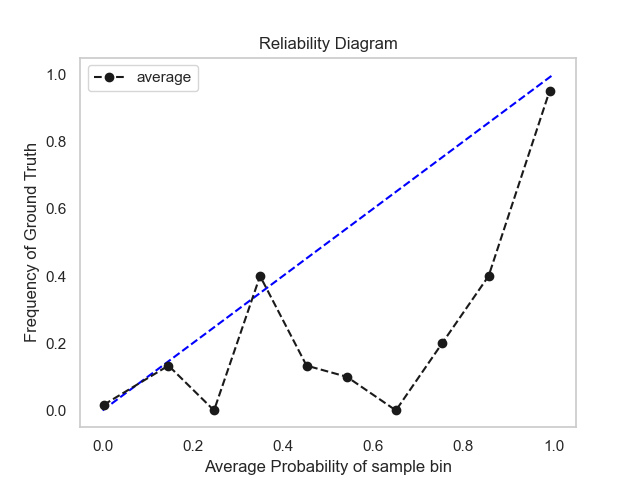 Reliability Diagram
average
1.0
0.8
0.6
0.4
0.2
0.0
Frequency of Ground Truth
0.0 0.2 0.4 0.6 0.8 1.0
Average Probability of sample bin